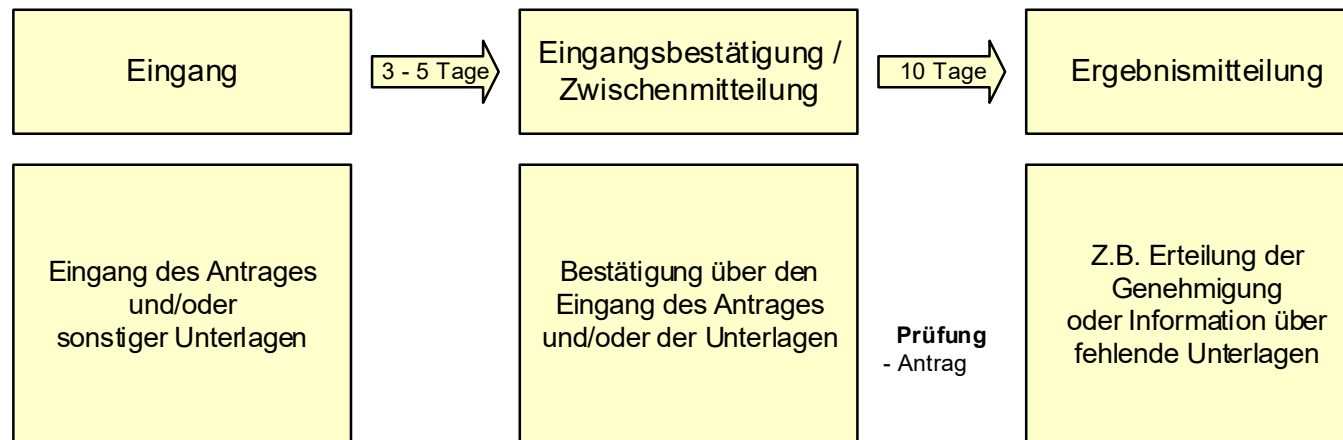 Eingang
3 - 5 Tage
Eingangsbestätigung /
Zwischenmitteilung
10 Tage
Ergebnismitteilung
Eingang des Antrages
und/oder
sonstiger Unterlagen
Bestätigung über den
Eingang des Antrages
und/oder der Unterlagen
Prüfung
- Antrag
Z.B. Erteilung der
Genehmigung
oder Information über
fehlende Unterlagen